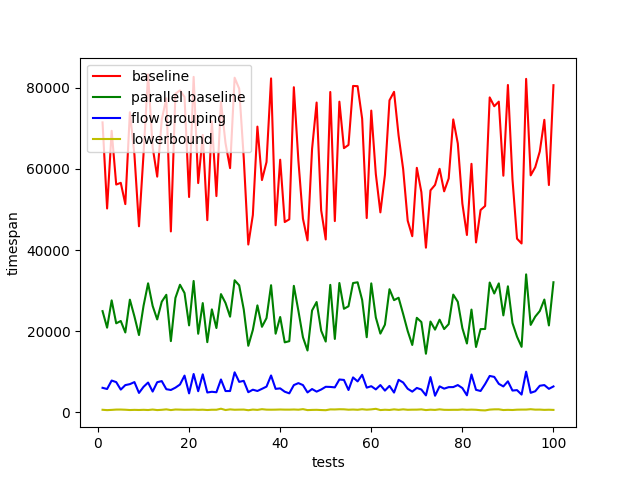 baseline
parallel baseline
flow grouping
lowerbound
80000
60000
40000
20000
0
timespan
0 20 40 60 80 100
tests